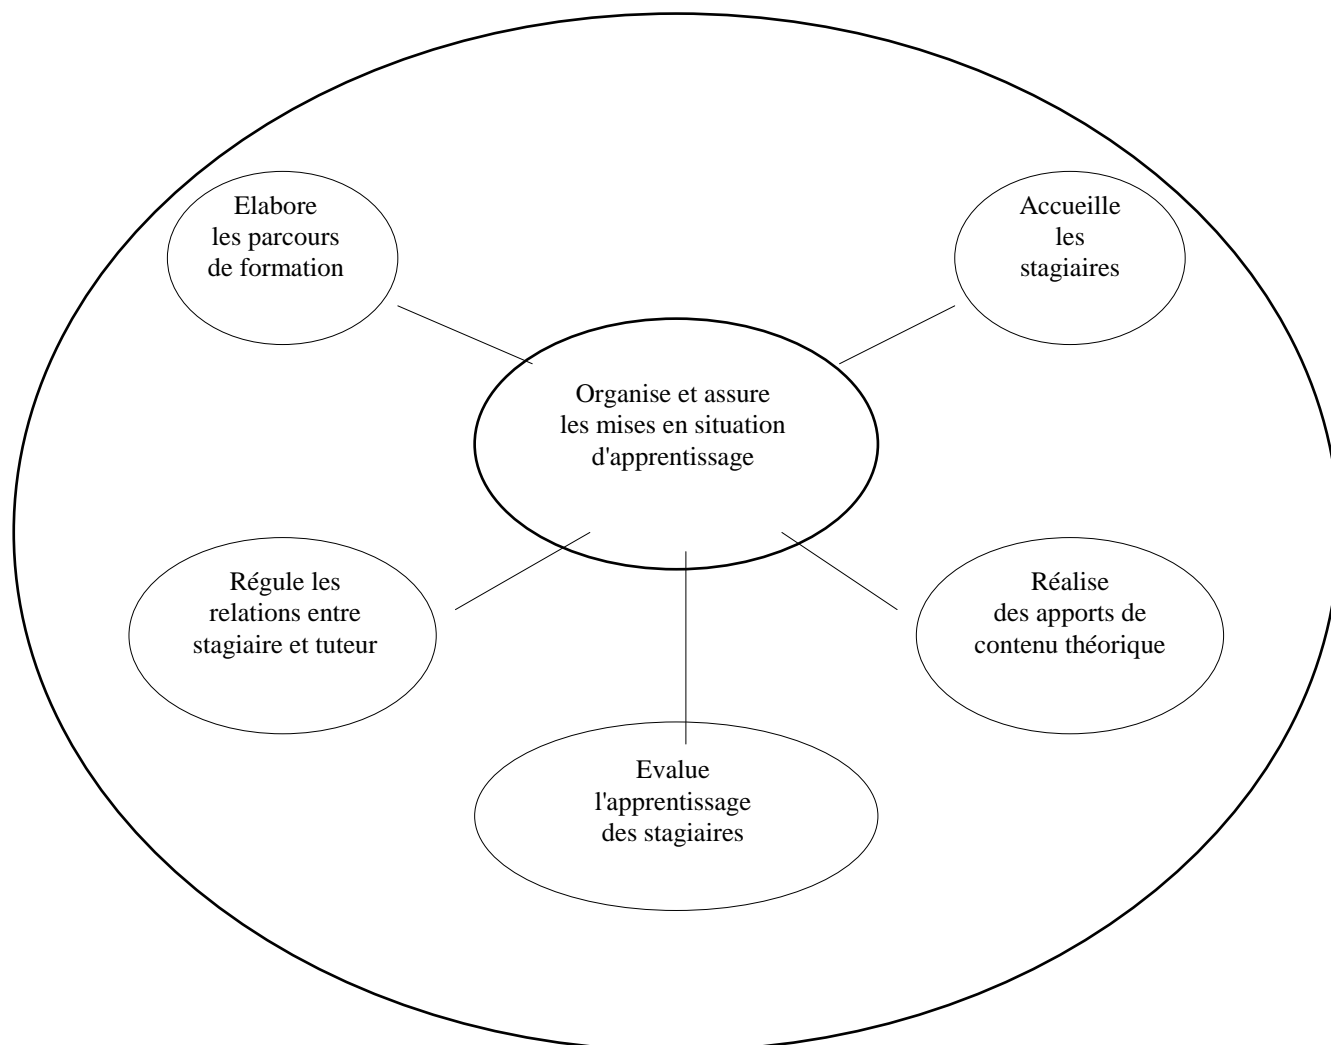 Elabore
les parcours
de formation
Accueille
les
stagiaires
Organise et assure
les mises en situation
d'apprentissage
Régule les
relations entre
stagiaire et tuteur
Réalise
des apports de
contenu théorique
Evalue
l'apprentissage
des stagiaires